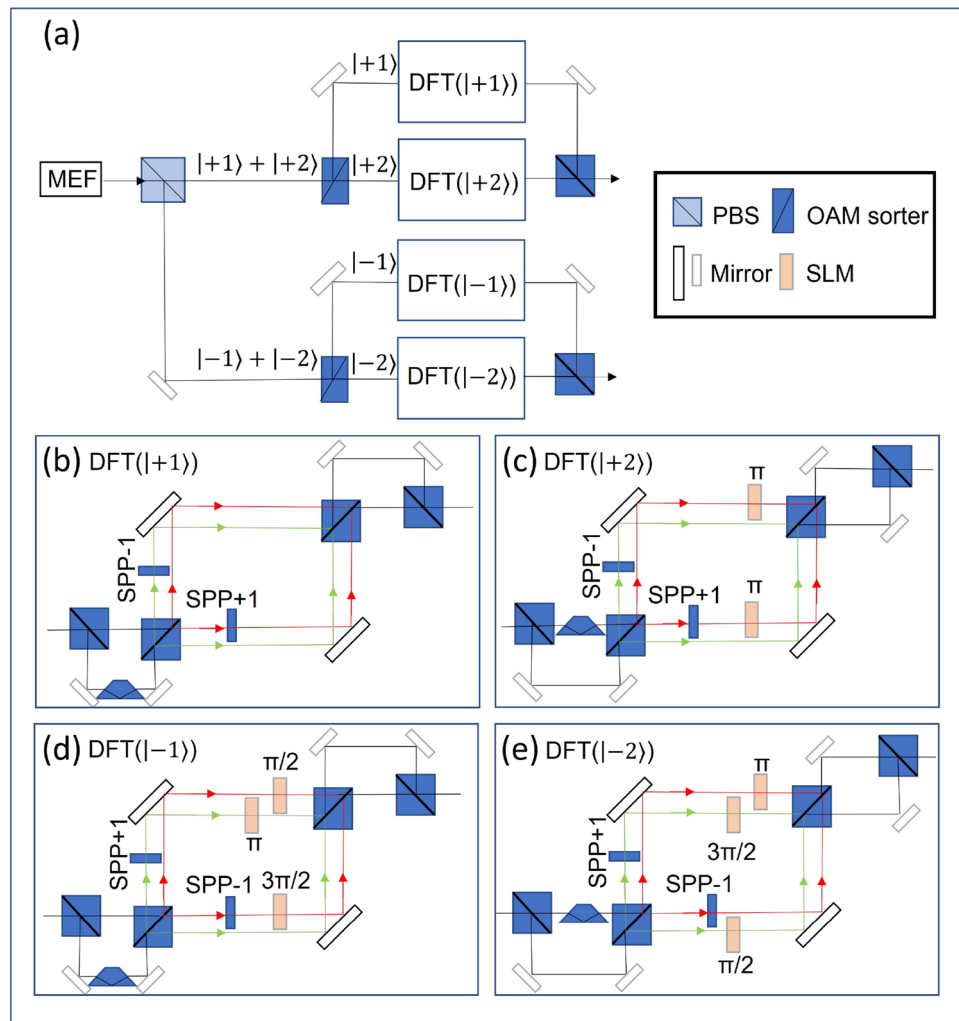 (a)
|+1⟩
DFT(|+1⟩)
MEF
|+1⟩ + |+2⟩
|+2⟩
DFT(|+2⟩)
PBS
OAM sorter
Mirror
SLM
|−1⟩
DFT(|−1⟩)
|−1⟩ + |−2⟩
|−2⟩
DFT(|−2⟩)
(b) DFT(|+1⟩)
SPP-1
SPP+1
(c) DFT(|+2⟩)
π
SPP-1
SPP+1
π
(d) DFT(|−1⟩)
π/2
π
SPP+1
SPP-1
3π/2
(e) DFT(|−2⟩)
π
3π/2
SPP+1
SPP-1
π/2